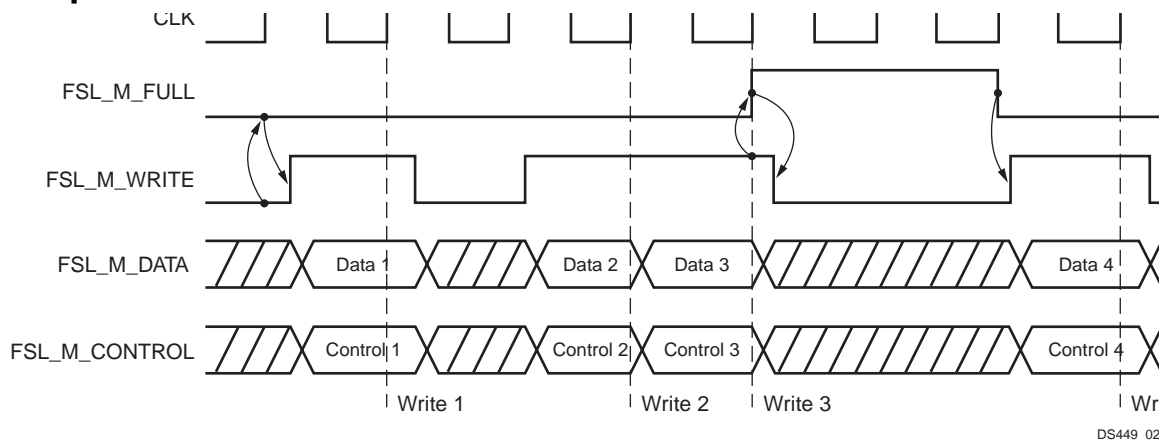 CLK
FSL_M_FULL
FSL_M_WRITE
FSL_M_DATA Data 1 Data 2 Data 3 Data 4
FSL_M_CONTROL Control 1 Control 2 Control 3 Control 4
Write 1 Write 2 Write 3
DS449_02